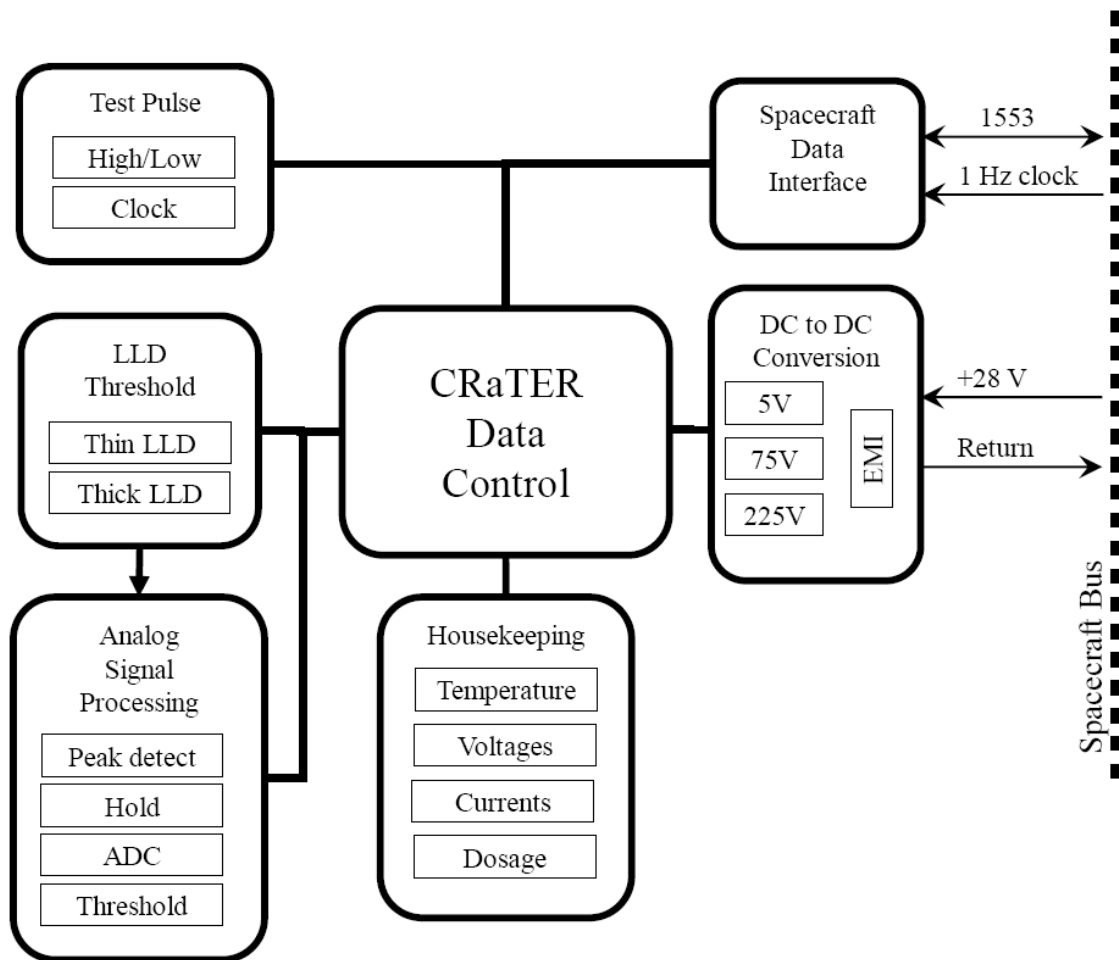 Test Pulse
High/Low
Clock
Spacecraft
Data
Interface
1553
1 Hz clock
LLD
Threshold
Thin LLD
Thick LLD
CRaTER
Data
Control
DC to DC
Conversion
5V
75V
225V
EMI
+28 V
Return
Spacecraft Bus
Analog
Signal
Processing
Peak detect
Hold
ADC
Threshold
Housekeeping
Temperature
Voltages
Currents
Dosage